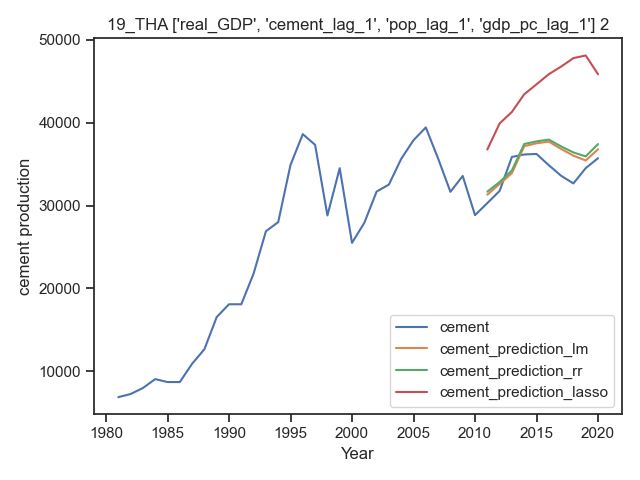 19_THA ['real_GDP', 'cement_lag_1', 'pop_lag_1', 'gdp_pc_lag_1'] 2
50000
40000
30000
20000
10000
cement production
1980 1985 1990 1995 2000 2005 2010 2015 2020
Year
cement
cement_prediction_lm
cement_prediction_rr
cement_prediction_lasso